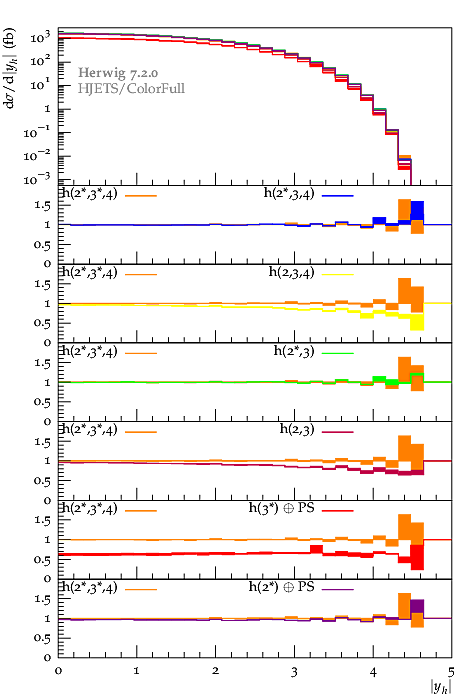 dσ/d|y_h| (fb)
10^3
10^2
10^1
1
10^−1
10^−2
10^−3
Herwig 7.2.0
HJETS/ColorFull
h(2*,3*,4) h(2*,3,4)
1.5
1
0.5
0
h(2*,3*,4) h(2,3,4)
1.5
1
0.5
0
h(2*,3*,4) h(2*,3)
1.5
1
0.5
0
h(2*,3*,4) h(2,3)
1.5
1
0.5
0
h(2*,3*,4) h(3*) ⊕ PS
1.5
1
0.5
0
h(2*,3*,4) h(2*) ⊕ PS
1.5
1
0.5
0
0 1 2 3 4 5
|y_h|